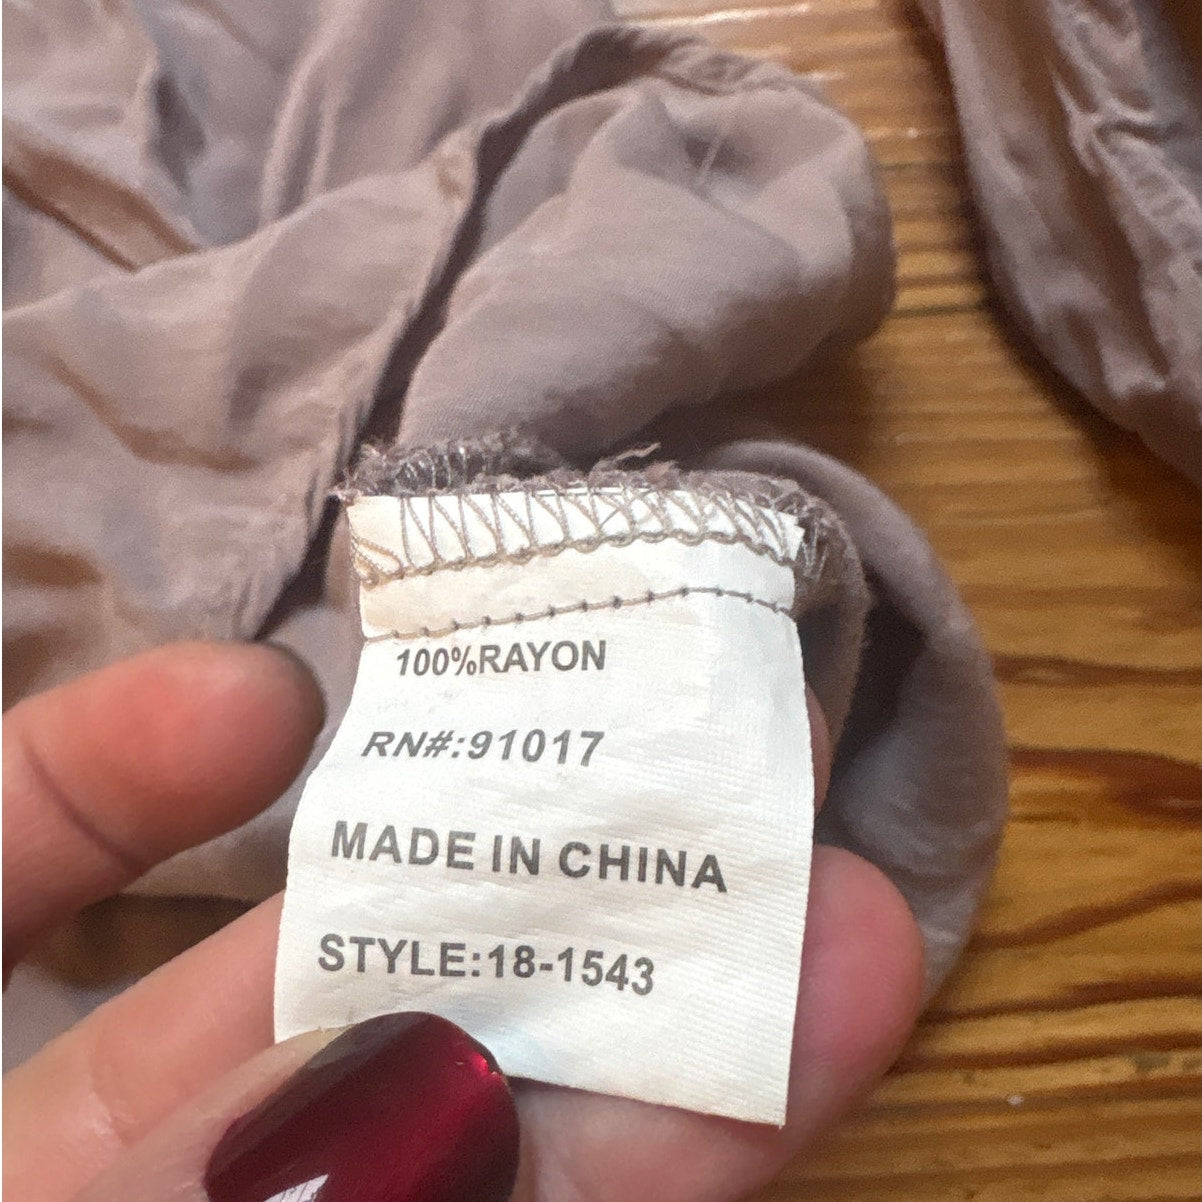 100%RAYON
RN#:91017
MADE IN CHINA
STYLE:18-1543